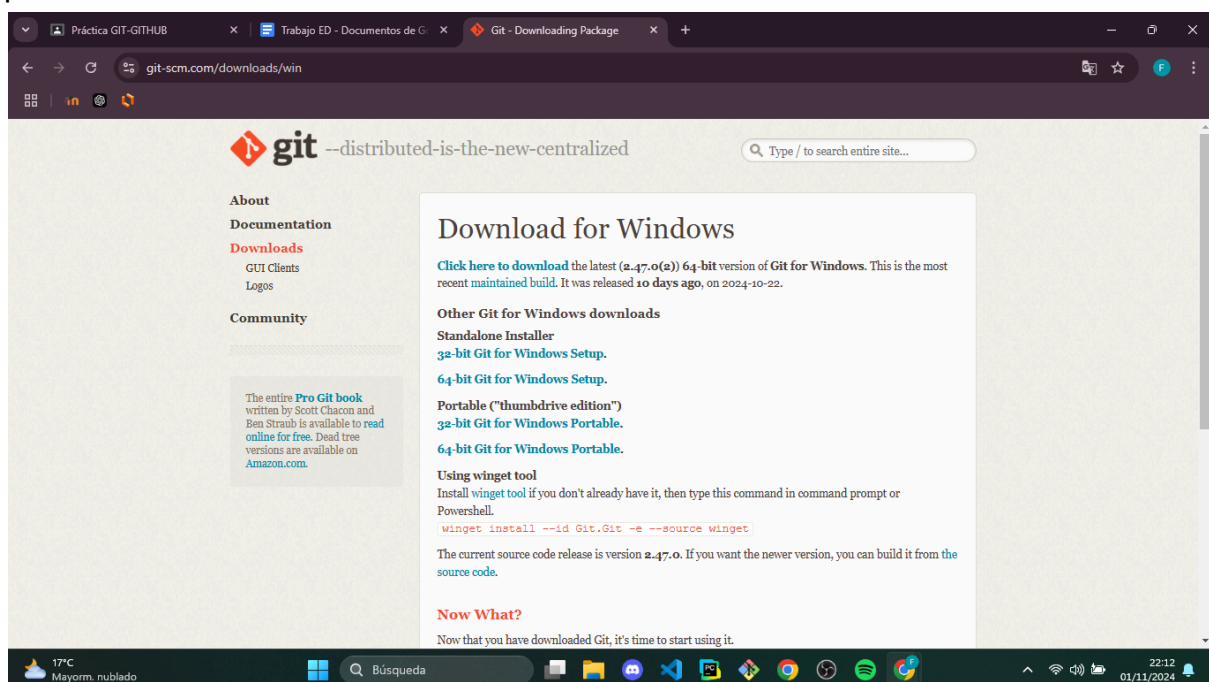 Práctica GIT-GITHUB
Trabajo ED - Documentos de Go
Git - Downloading Package
git-scm.com/downloads/win
F
git --distributed-is-the-new-centralized
Type / to search entire site...
About
Documentation
Downloads
GUI Clients
Logos
Community
The entire Pro Git book
written by Scott Chacon and
Ben Straub is available to read
online for free. Dead tree
versions are available on
Amazon.com.
Download for Windows
Click here to download the latest (2.47.0(2)) 64-bit version of Git for Windows. This is the most
recent maintained build. It was released 10 days ago, on 2024-10-22.
Other Git for Windows downloads
Standalone Installer
32-bit Git for Windows Setup.
64-bit Git for Windows Setup.
Portable ("thumbdrive edition")
32-bit Git for Windows Portable.
64-bit Git for Windows Portable.
Using winget tool
Install winget tool if you don't already have it, then type this command in command prompt or
Powershell.
winget install --id Git.Git -e --source winget
The current source code release is version 2.47.0. If you want the newer version, you can build it from the
source code.
Now What?
Now that you have downloaded Git, it's time to start using it.
17°C
Mayorm. nublado
Búsqueda
22:12
01/11/2024